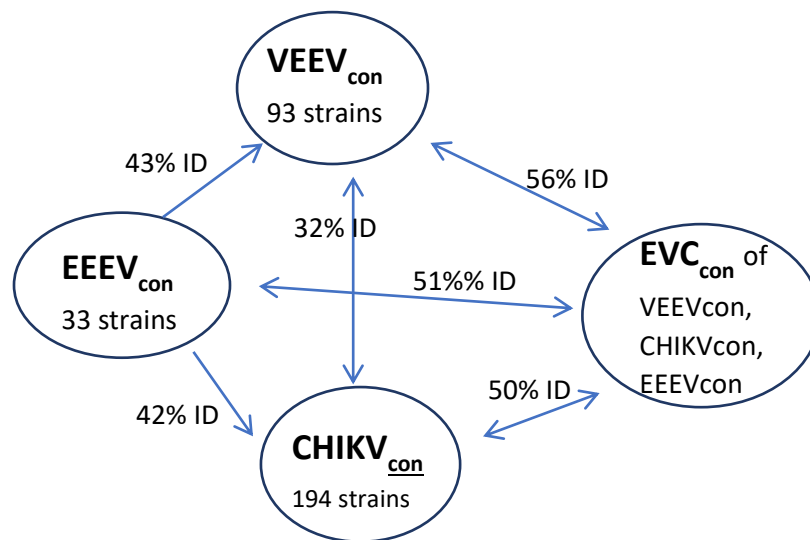 VEEVcon
93 strains
43% ID
56% ID
32% ID
EEEVcon
33 strains
51%% ID
EVCcon of
VEEVcon,
CHIKVcon,
EEEVcon
42% ID
50% ID
CHIKVcon
194 strains